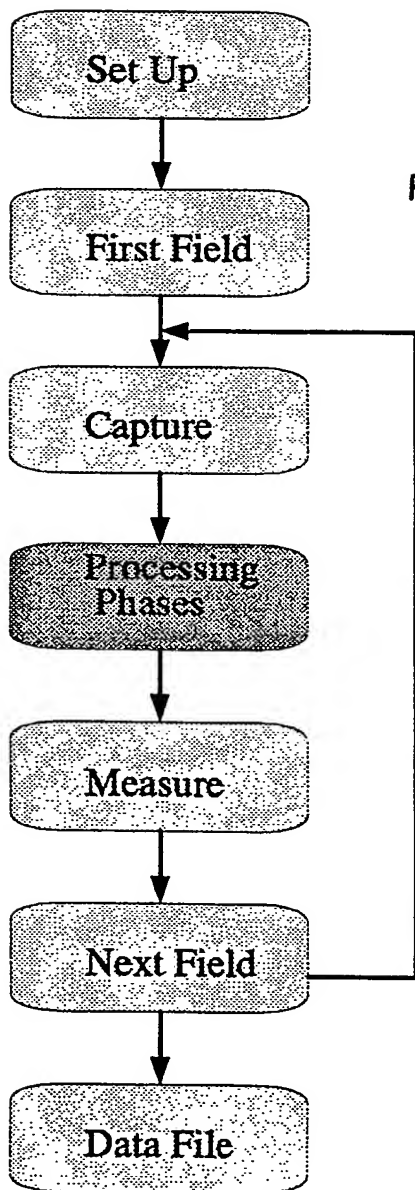 Set Up
First Field
Capture
Processing
Phases
Measure
Next Field
Data File